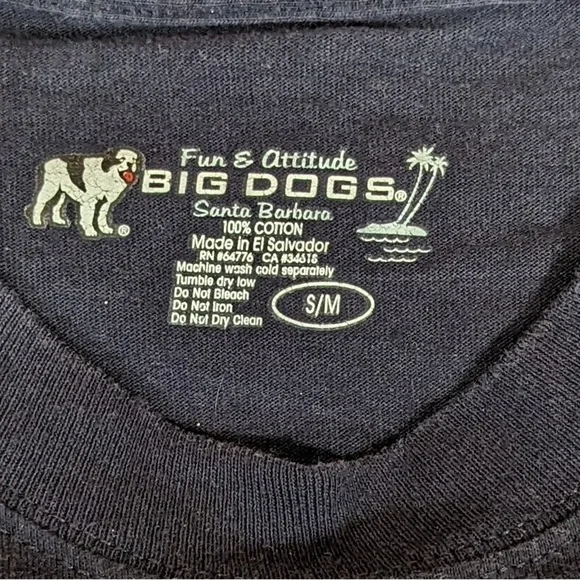 Fun & Attitude
BIG DOGS®
Santa Barbara
®
100% COTTON
Made in El Salvador
RN #64776 CA #34618
Machine wash cold separately
Tumble dry low
Do Not Bleach
Do Not Iron
Do Not Dry Clean
S/M